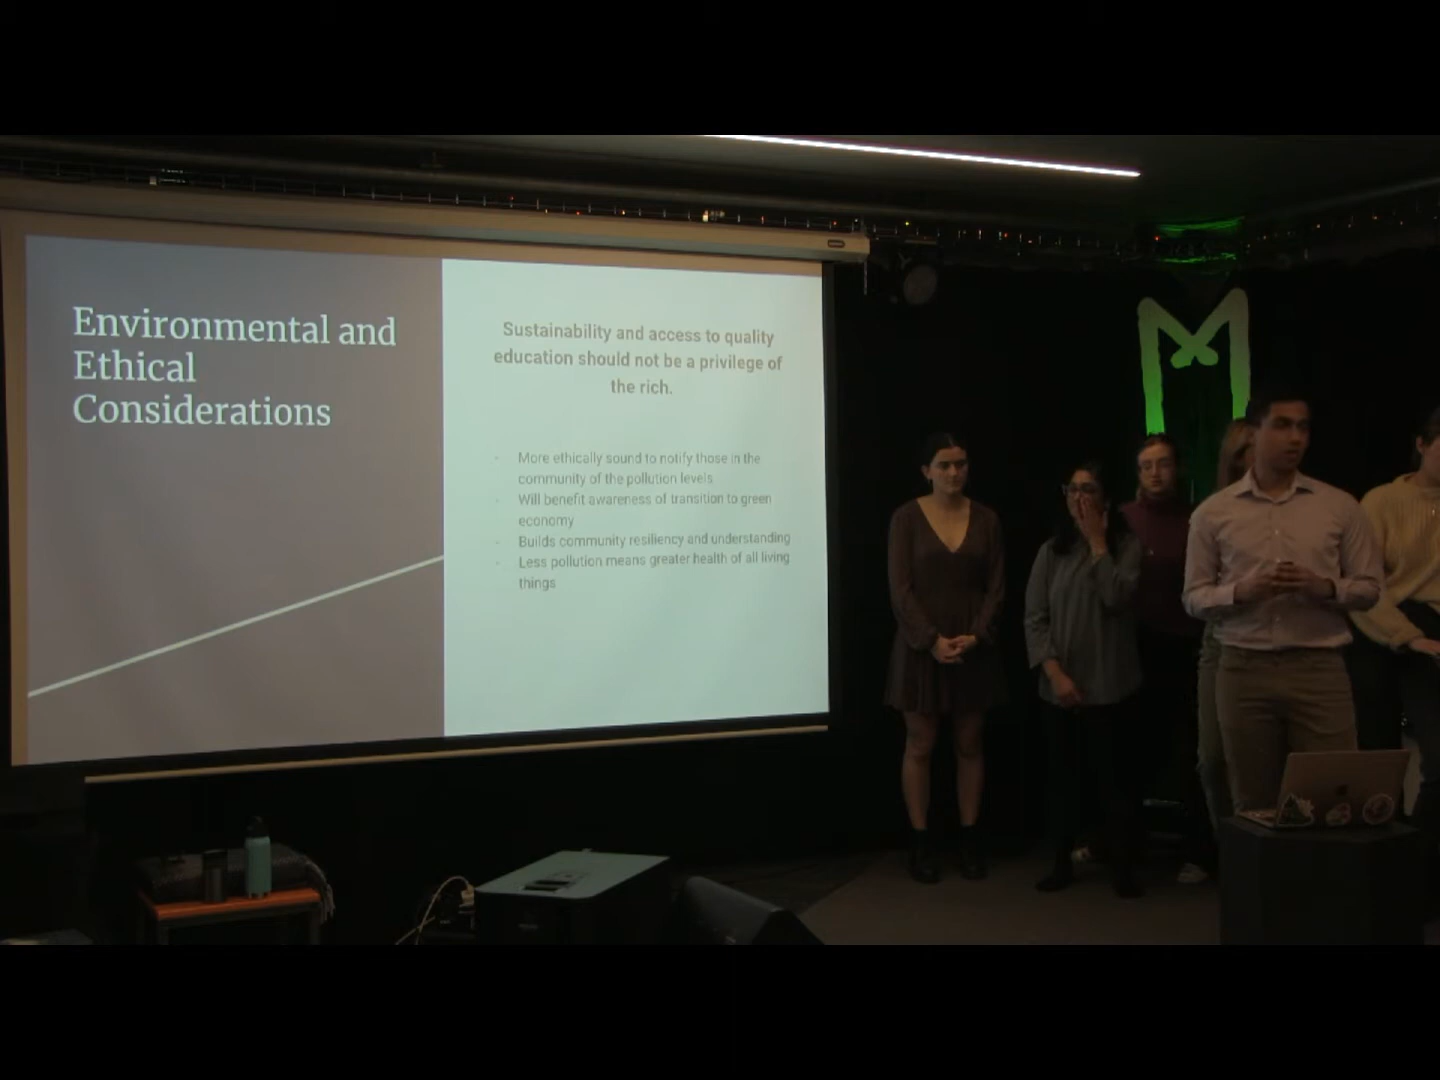 Environmental and
Ethical
Considerations
Sustainability and access to quality
education should not be a privilege of
the rich.
- More ethically sound to notify those in the
community of the pollution levels
- Will benefit awareness of transition to green
economy
- Builds community resiliency and understanding
- Less pollution means greater health of all living
things
M